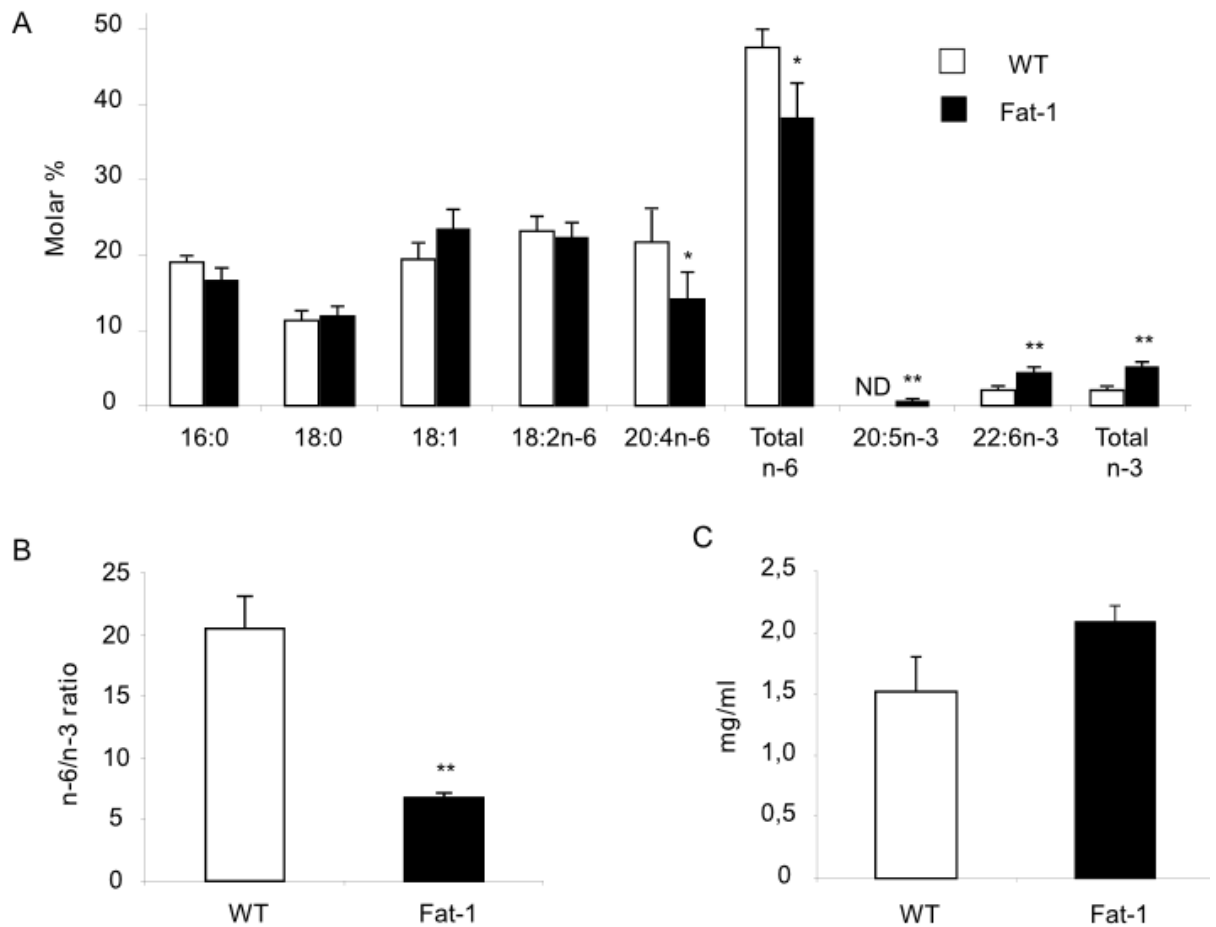 A
50
40
30
20
10
0
Molar %
WT
Fat-1
*
*
ND
**
**
**
16:0 18:0 18:1 18:2n-6 20:4n-6 Total n-6 20:5n-3 22:6n-3 Total n-3
B
25
20
15
10
5
0
n-6/n-3 ratio
**
WT Fat-1
C
2,5
2,0
1,5
1,0
0,5
0
mg/ml
WT Fat-1